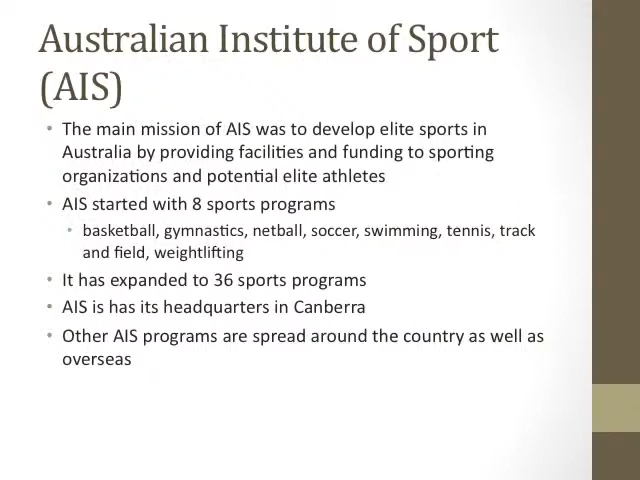 Australian Institute of Sport
(AIS)
• The main mission of AIS was to develop elite sports in
Australia by providing facilities and funding to sporting
organizations and potential elite athletes
• AIS started with 8 sports programs
• basketball, gymnastics, netball, soccer, swimming, tennis, track
and field, weightlifting
• It has expanded to 36 sports programs
• AIS is has its headquarters in Canberra
• Other AIS programs are spread around the country as well as
overseas